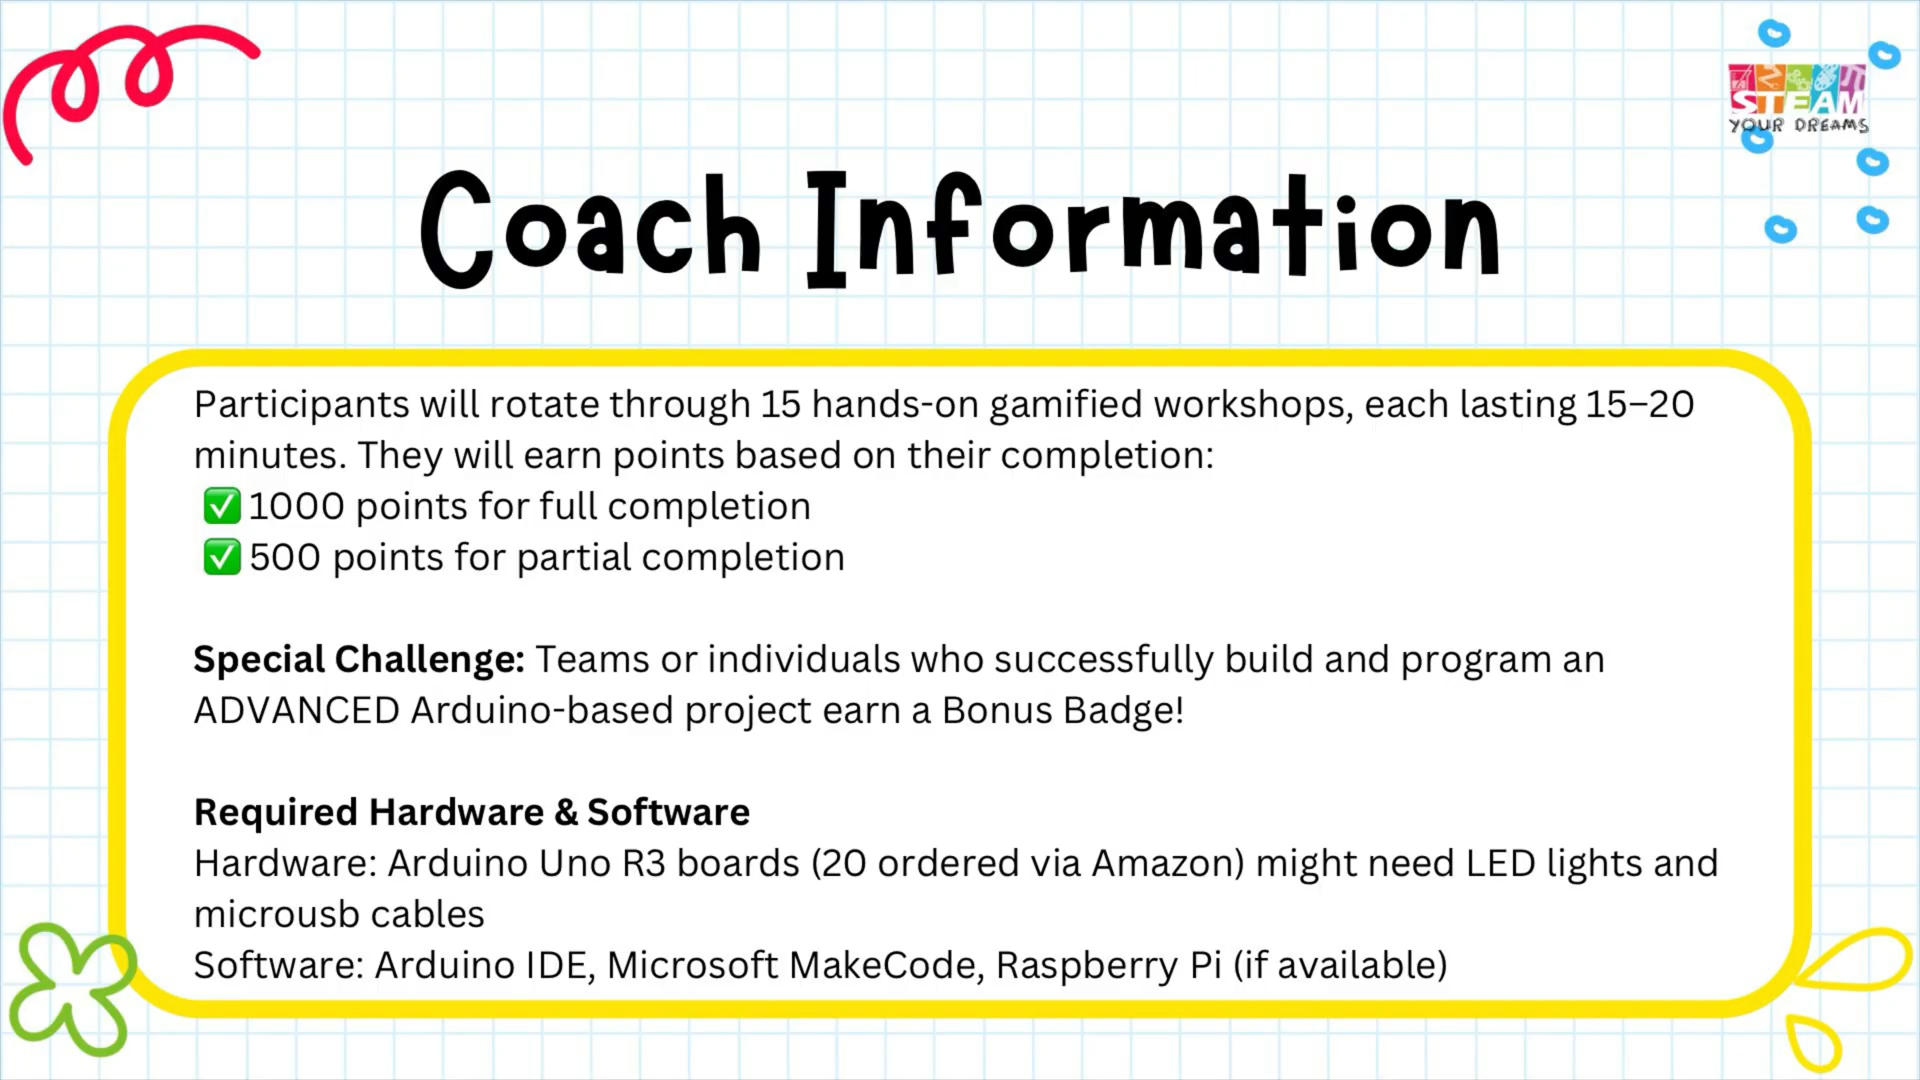 STEAM
YOUR DREAMS
Coach Information
Participants will rotate through 15 hands-on gamified workshops, each lasting 15–20
minutes. They will earn points based on their completion:
✅ 1000 points for full completion
✅ 500 points for partial completion
Special Challenge: Teams or individuals who successfully build and program an
ADVANCED Arduino-based project earn a Bonus Badge!
Required Hardware & Software
Hardware: Arduino Uno R3 boards (20 ordered via Amazon) might need LED lights and
microusb cables
Software: Arduino IDE, Microsoft MakeCode, Raspberry Pi (if available)